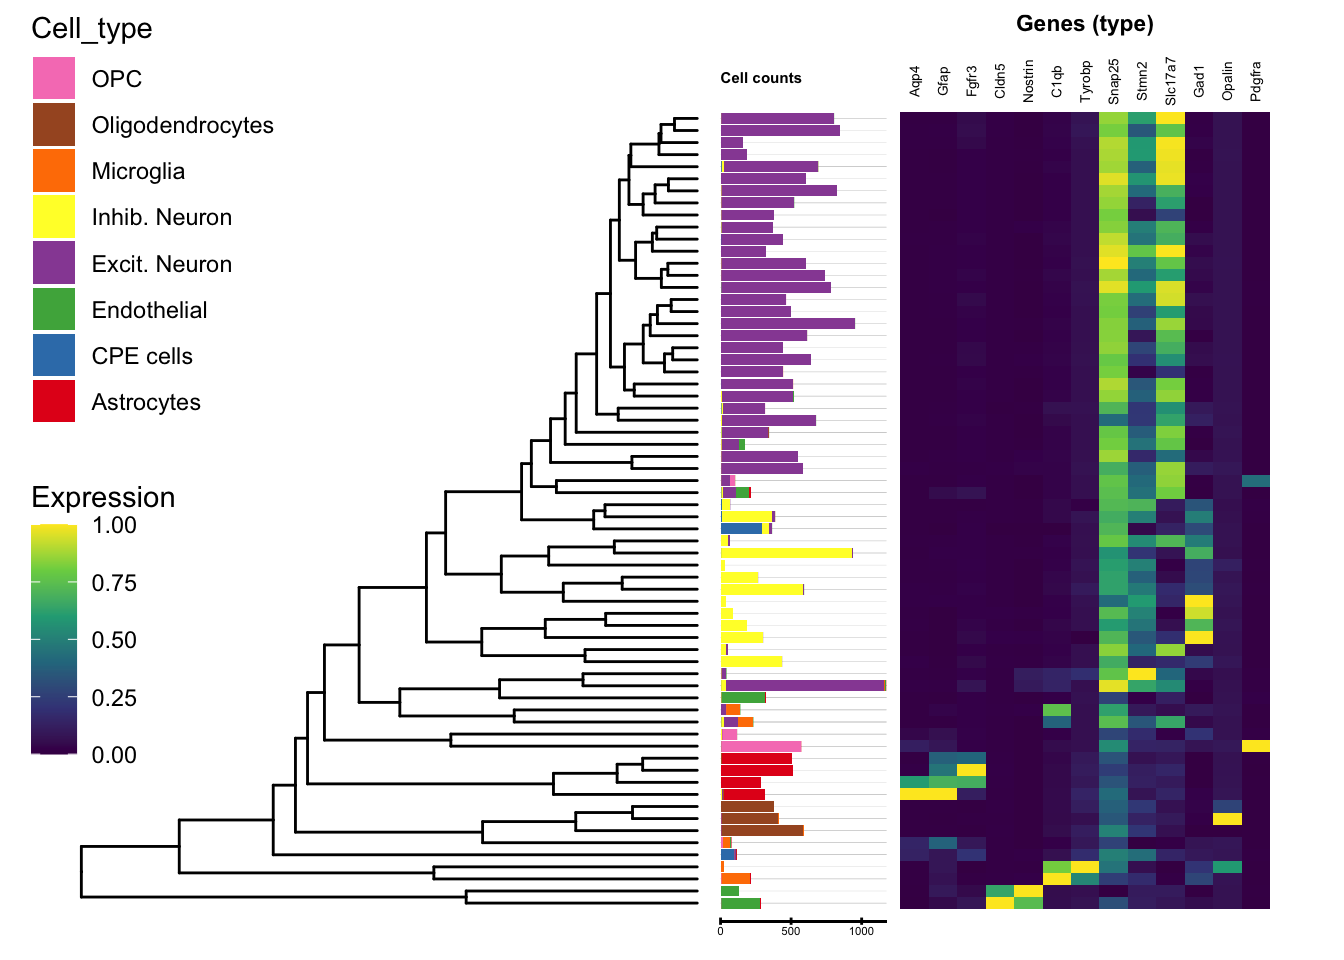 Cell_type
OPC
Oligodendrocytes
Microglia
Inhib. Neuron
Excit. Neuron
Endothelial
CPE cells
Astrocytes
Expression
1.00
0.75
0.50
0.25
0.00
Cell counts
0 500 1000
Genes (type)
Aqp4 Gfap Fgfr3 Cldn5 Nostrin C1qb Tyrobp Snap25 Stmn2 Slc17a7 Gad1 Opalin Pdgfra